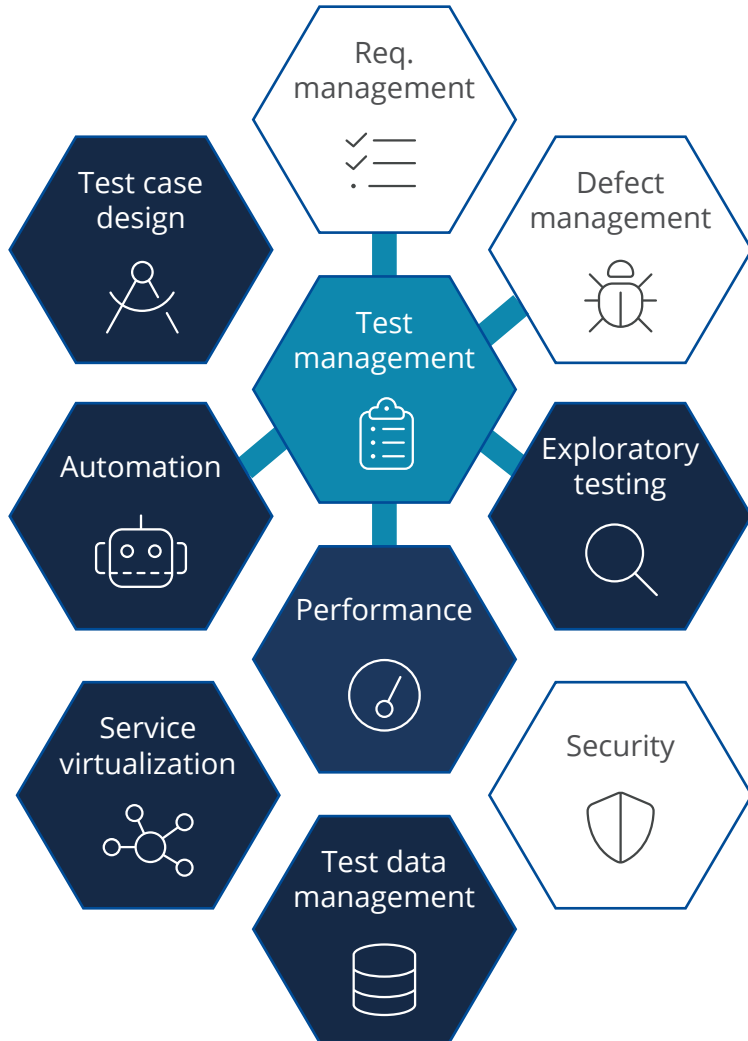 Req.
management
Test case
design
Defect
management
Test
management
Automation
Exploratory
testing
Performance
Service
virtualization
Security
Test data
management